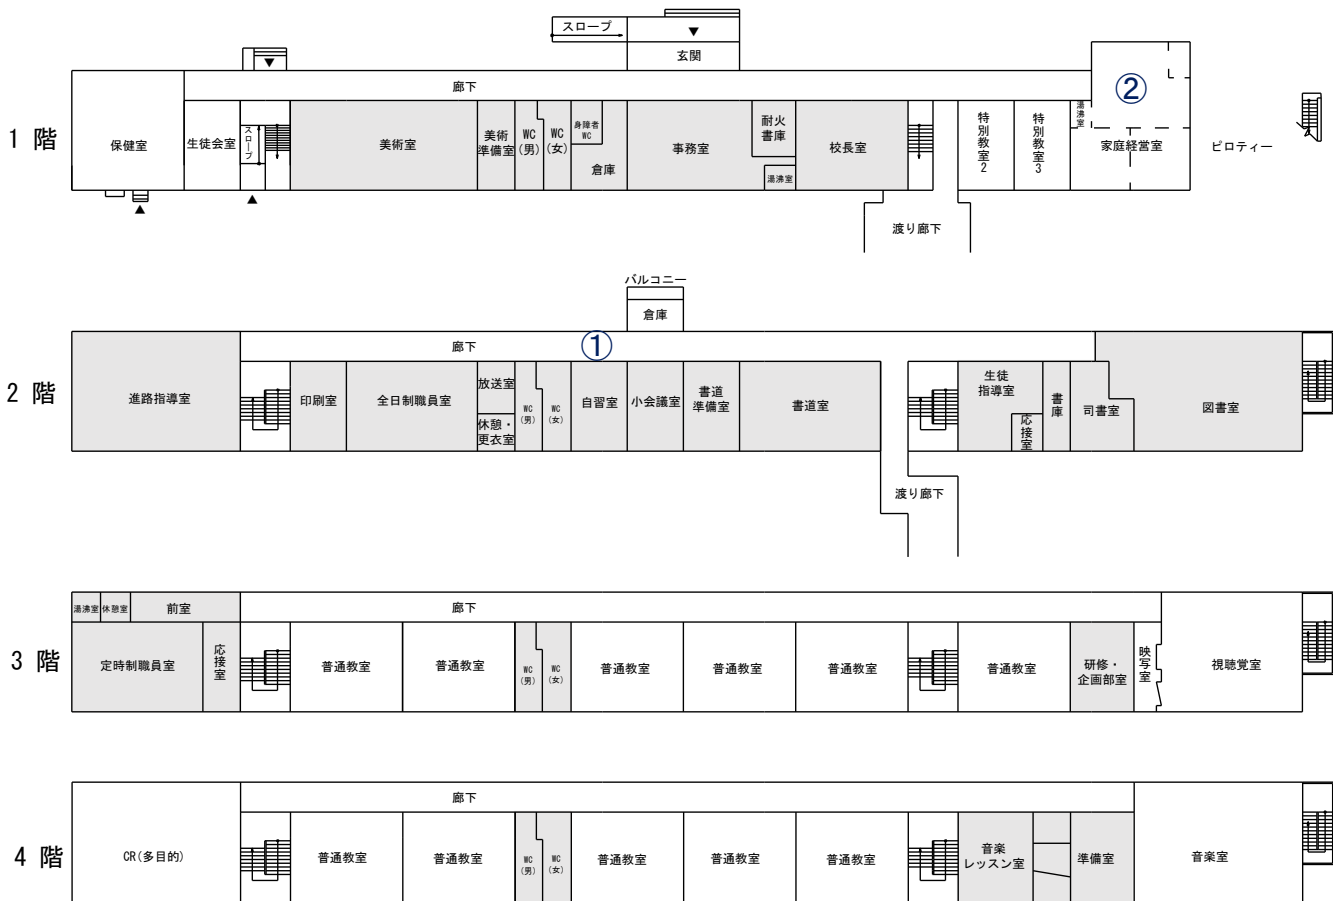 スロープ
▼
玄関
▼
廊下
②
1 階
保健室
生徒会室
スロープ
美術室
美術
準備室
WC
(男)
WC
(女)
身障者
WC
倉庫
事務室
耐火
書庫
湯沸室
校長室
特別教室2
特別教室3
湯沸室
家庭経営室
ピロティー
▲
▲
渡り廊下
バルコニー
倉庫
廊下
①
2 階
進路指導室
印刷室
全日制職員室
放送室
休憩・
更衣室
WC
(男)
WC
(女)
自習室
小会議室
書道
準備室
書道室
生徒
指導室
応接室
書庫
司書室
図書室
渡り廊下
湯沸室
休憩室
前室
廊下
3 階
定時制職員室
応接室
普通教室
普通教室
WC
(男)
WC
(女)
普通教室
普通教室
普通教室
普通教室
研修・
企画部室
映写室
視聴覚室
廊下
4 階
CR(多目的)
普通教室
普通教室
WC
(男)
WC
(女)
普通教室
普通教室
普通教室
音楽
レッスン室
準備室
音楽室